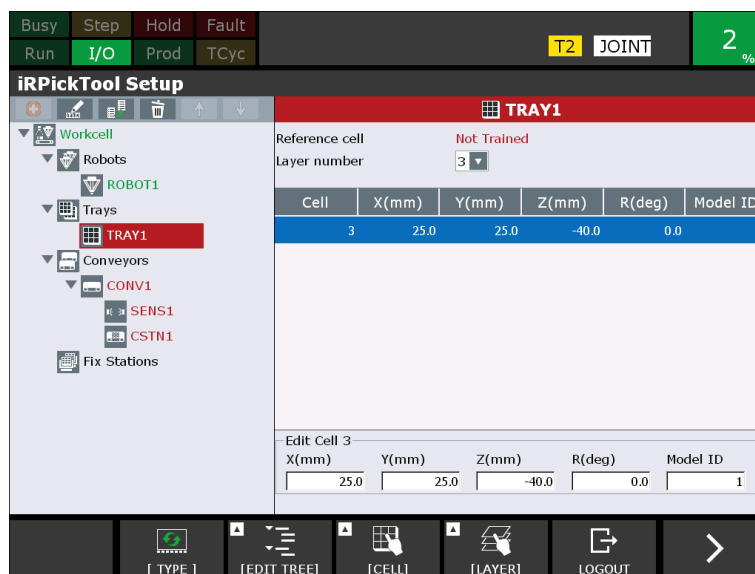 Busy Step Hold Fault
Run I/O Prod TCyc
T2 JOINT
2 %
iRPickTool Setup
TRAY1
Workcell
Robots
ROBOT1
Trays
TRAY1
Conveyors
CONV1
SENS1
CSTN1
Fix Stations
Reference cell Not Trained
Layer number 3
Cell X(mm) Y(mm) Z(mm) R(deg) Model ID
3 25.0 25.0 -40.0 0.0
Edit Cell 3
X(mm) Y(mm) Z(mm) R(deg) Model ID
25.0 25.0 -40.0 0.0 1
[ TYPE ] [EDIT TREE] [CELL] [LAYER] LOGOUT